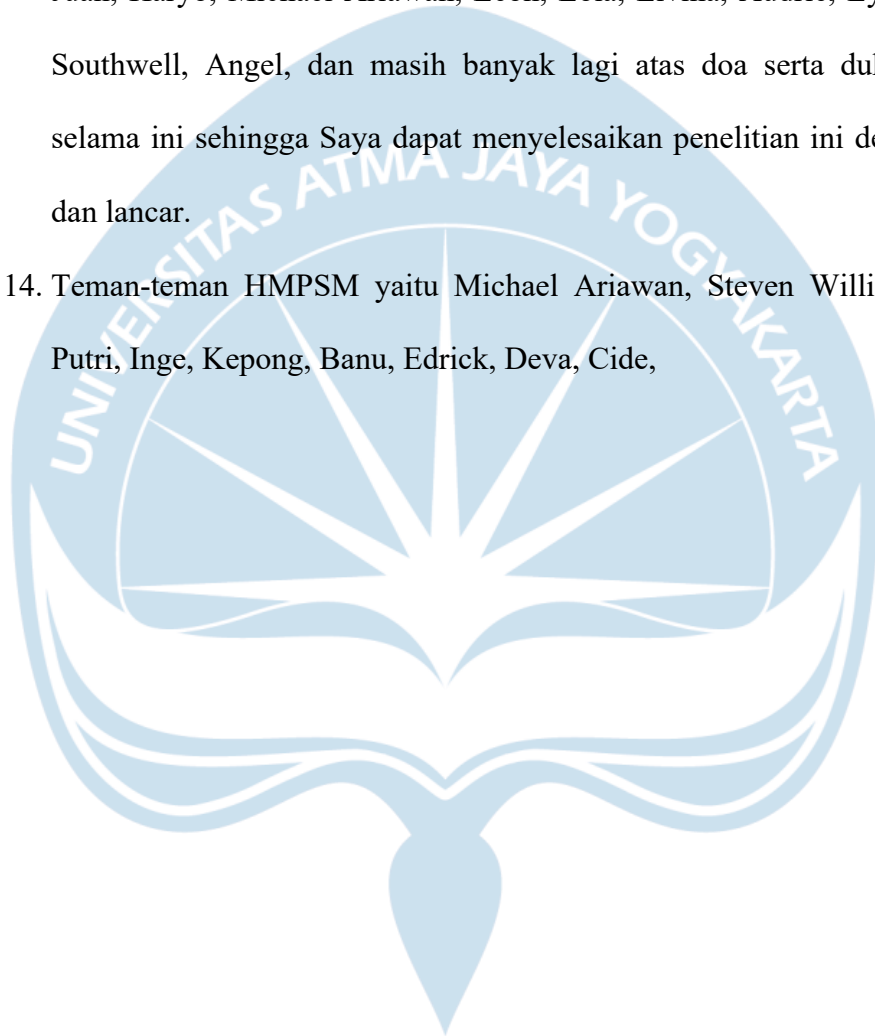 Michael Ariawan,
Southwell, Angel, dan masih banyak lagi atas doa serta
selama ini sehingga Saya dapat menyelesaikan penelitian ini de
dan lancar.
14. Teman-teman HMPSM yaitu Michael Ariawan, Steven Willi
Putri, Inge, Kepong, Banu, Edrick, Deva, Cide,
UNIVERSITAS ATMA JAYA YOGYAKARTA